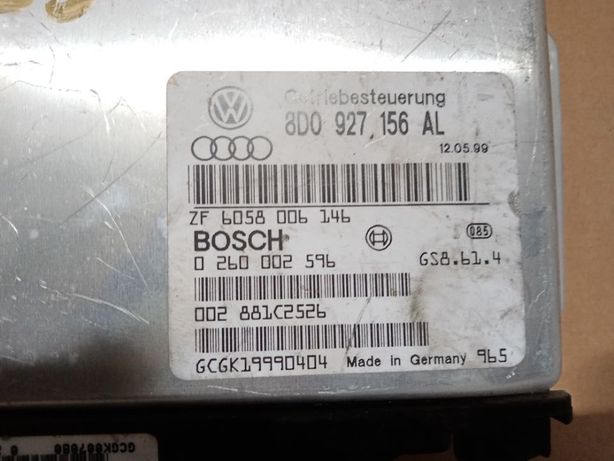 Getriebesteuerung
8D0 927 156 AL
12.05.99
ZF 6058 006 146
BOSCH
085
0 260 002 596 GS8.61.4
002 881C2526
GCGK19990404 Made in Germany 965